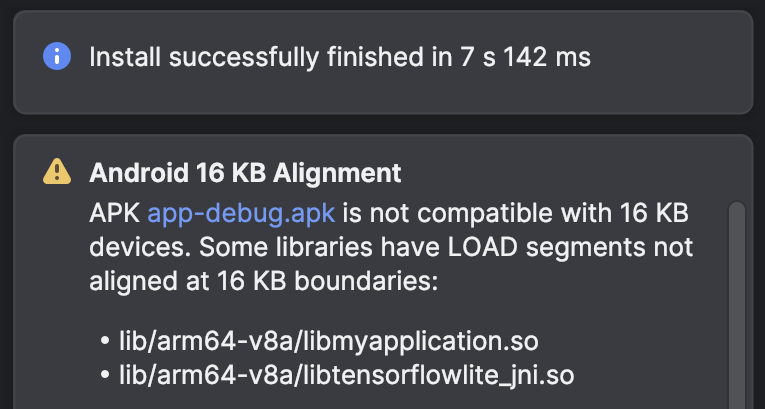 Install successfully finished in 7 s 142 ms
Android 16 KB Alignment
APK app-debug.apk is not compatible with 16 KB
devices. Some libraries have LOAD segments not
aligned at 16 KB boundaries:
• lib/arm64-v8a/libmyapplication.so
• lib/arm64-v8a/libtensorflowlite_jni.so